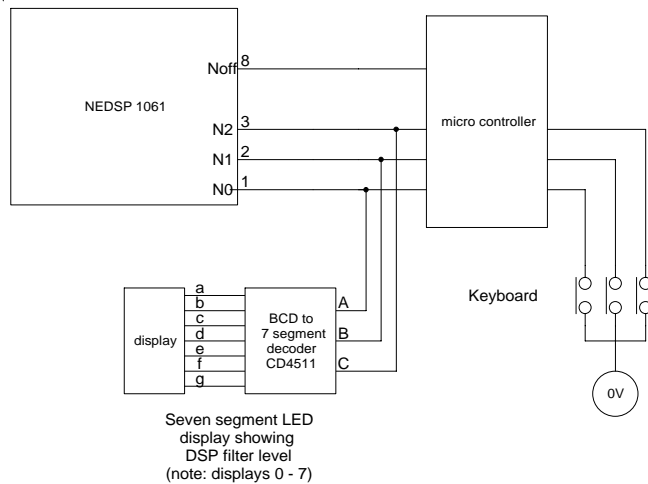 Noff 8
NEDSP 1061
micro controller
N2 3
N1 2
N0 1
Keyboard
a
b
c
d
e
f
g
display
BCD to
7 segment
decoder
CD4511
A
B
C
0V
Seven segment LED
display showing
DSP filter level
(note: displays 0 - 7)